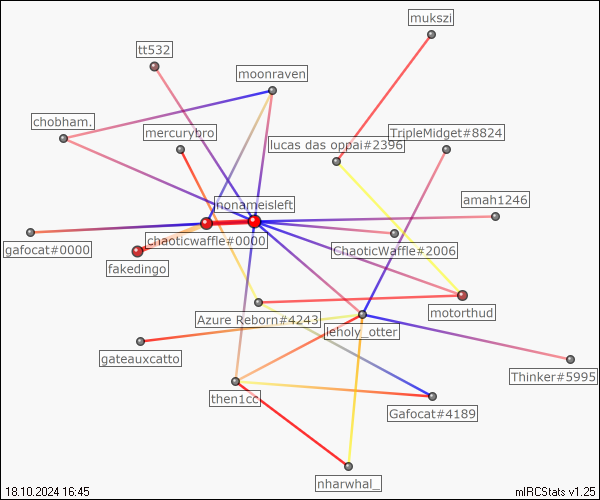 mukszi
tt532
moonraven
chobham.
mercurybro
TripleMidget#8824
lucas das oppai#2396
amah1246
nonameisleft
chaoticwaffle#0000
gafocat#0000
ChaoticWaffle#2006
fakedingo
motorthud
Azure Reborn#4243
leholy_otter
gateauxcatto
Thinker#5995
then1cc
Gafocat#4189
nharwhal_
18.10.2024 16:45
mIRCStats v1.25